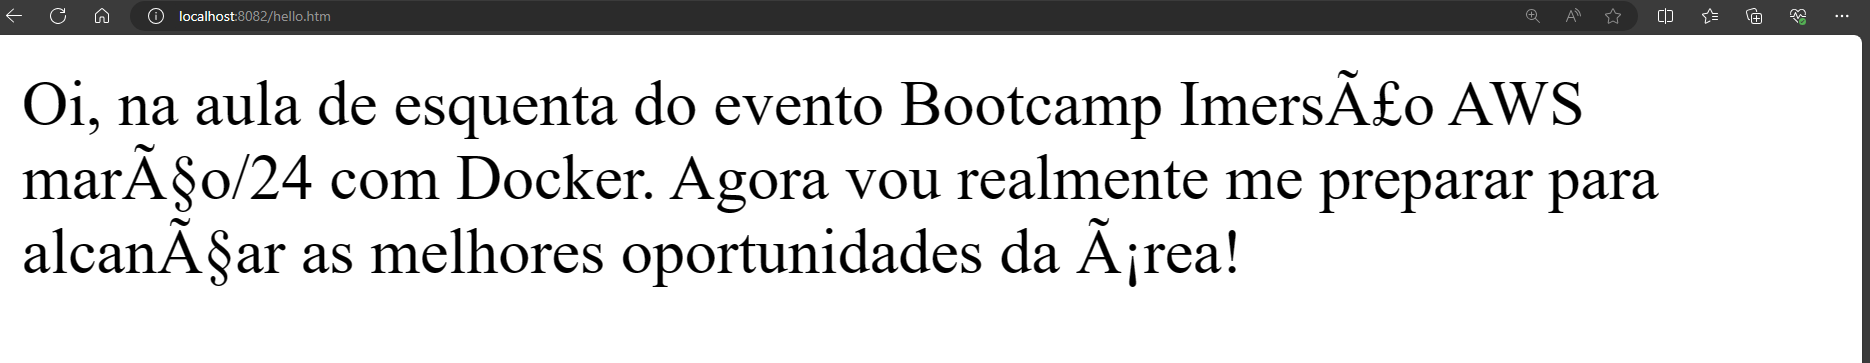 localhost:8082/hello.htm
Oi, na aula de esquenta do evento Bootcamp ImersÃ£o AWS
marÃ§o/24 com Docker. Agora vou realmente me preparar para
alcanÃ§ar as melhores oportunidades da Ã¡rea!